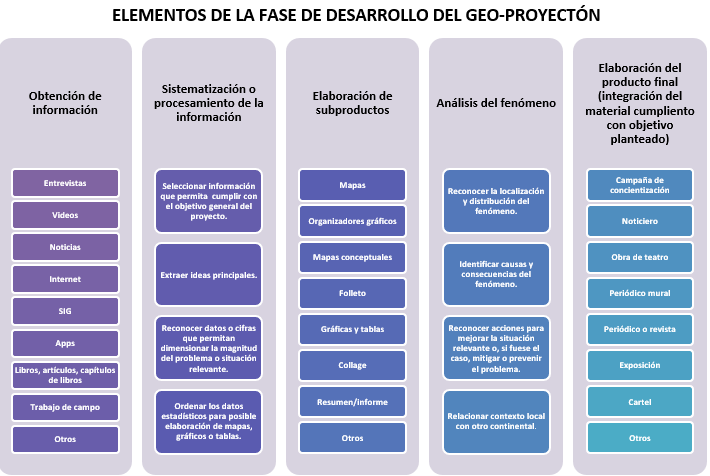 ELEMENTOS DE LA FASE DE DESARROLLO DEL GEO-PROYECTÓN
Obtención de
información
Entrevistas
Videos
Noticias
Internet
SIG
Apps
Libros, artículos, capítulos
de libros
Trabajo de campo
Otros
Sistematización o
procesamiento de la
información
Seleccionar información
que permita cumplir con
el objetivo general del
proyecto.
Extraer ideas principales.
Reconocer datos o cifras
que permitan
dimensionar la magnitud
del problema o situación
relevante.
Ordenar los datos
estadísticos para posible
elaboración de mapas,
gráficos o tablas.
Elaboración de
subproductos
Mapas
Organizadores gráficos
Mapas conceptuales
Folleto
Gráficas y tablas
Collage
Resumen/informe
Otros
Análisis del fenómeno
Reconocer la localización
y distribución del
fenómeno.
Identificar causas y
consecuencias del
fenómeno.
Reconocer acciones para
mejorar la situación
relevante o, si fuese el
caso, mitigar o prevenir
el problema.
Relacionar contexto local
con otro continental.
Elaboración del
producto final
(integración del
material cumpliento
con objetivo
planteado)
Campaña de
concientización
Noticiero
Obra de teatro
Periódico mural
Periódico o revista
Exposición
Cartel
Otros